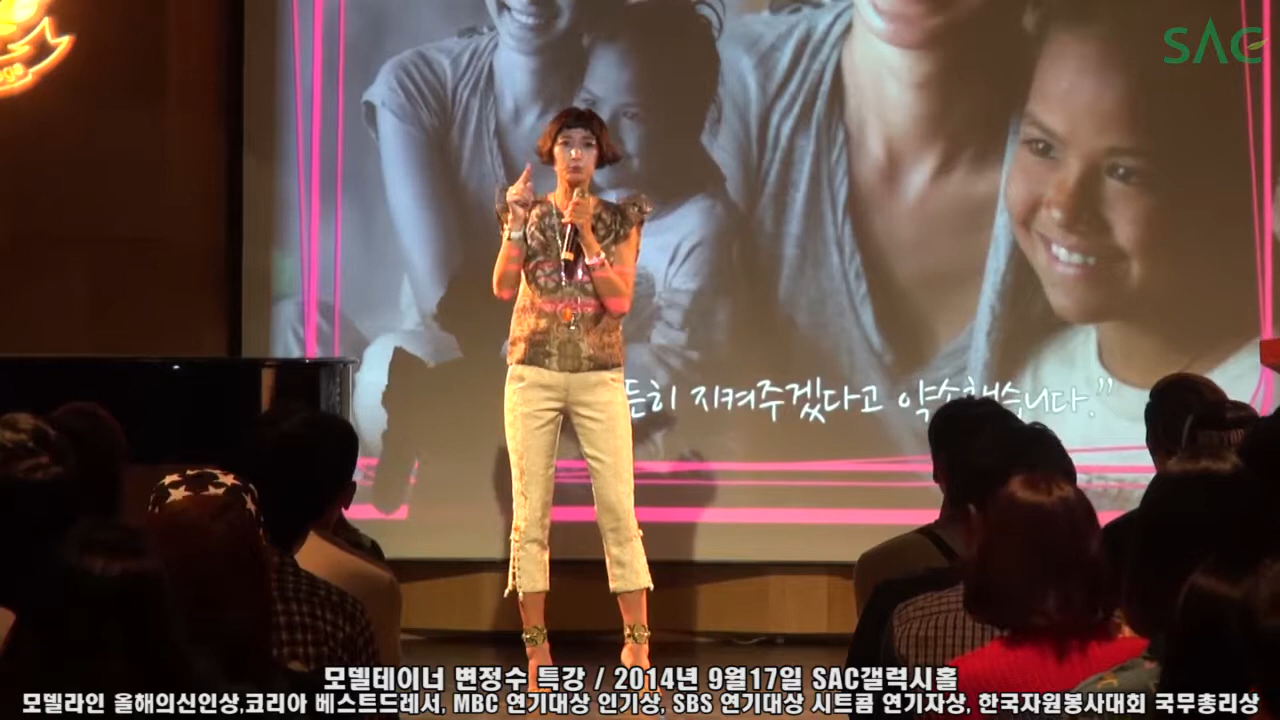 SAC
든히 지켜주겠다고 약속했습니다."
모델테이너 변정수 특강 / 2014년 9월17일 SAC갤럭시홀
모델라인 올해의신인상,코리아 베스트드레서, MBC 연기대상 인기상, SBS 연기대상 시트콤 연기자상, 한국자원봉사대회 국무총리상